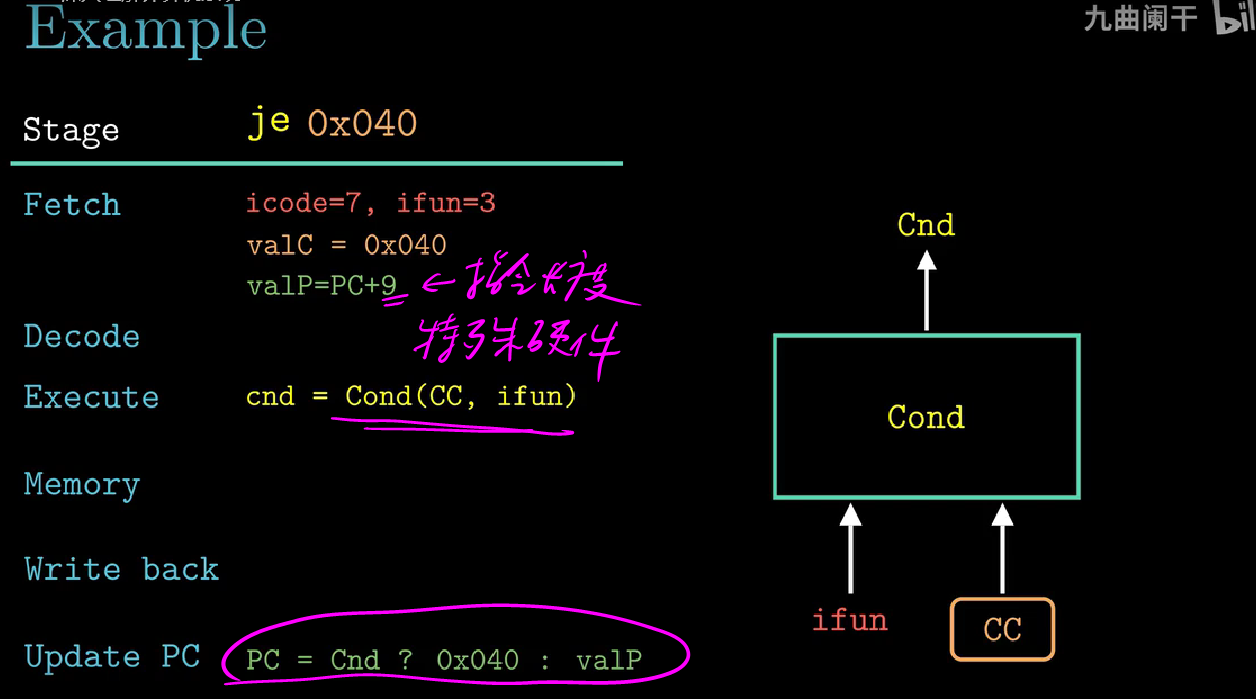 九曲阑干
Example
Stage je 0x040
Fetch icode=7, ifun=3
valC = 0x040
valP=PC+9 ← 指令长度
特殊硬件
Decode
Execute cnd = Cond(CC, ifun)
Memory
Write back
Update PC PC = Cnd ? 0x040 : valP
Cnd
Cond
ifun
CC